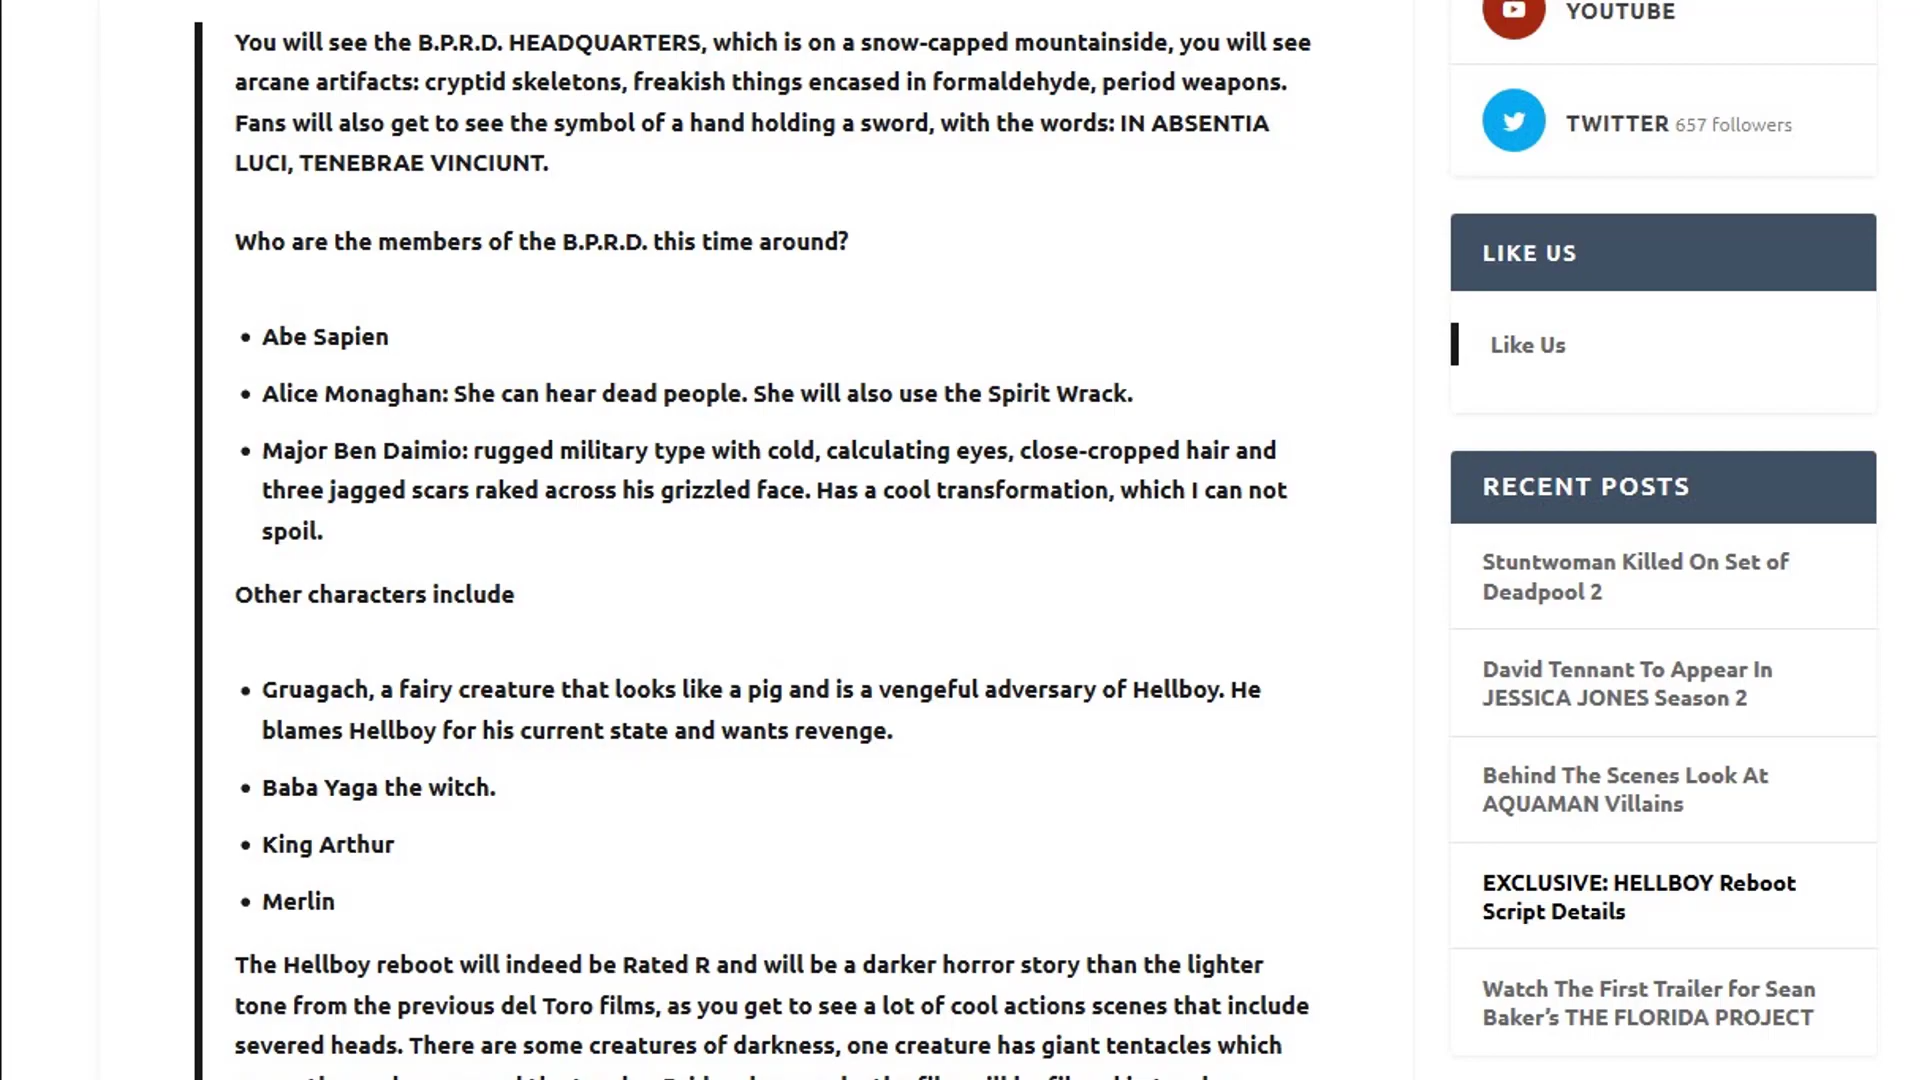 You will see the B.P.R.D. HEADQUARTERS, which is on a snow-capped mountainside, you will see
arcane artifacts: cryptid skeletons, freakish things encased in formaldehyde, period weapons.
Fans will also get to see the symbol of a hand holding a sword, with the words: IN ABSENTIA
LUCI, TENEBRAE VINCIUNT.
Who are the members of the B.P.R.D. this time around?
• Abe Sapien
• Alice Monaghan: She can hear dead people. She will also use the Spirit Wrack.
• Major Ben Daimio: rugged military type with cold, calculating eyes, close-cropped hair and
three jagged scars raked across his grizzled face. Has a cool transformation, which I can not
spoil.
Other characters include
• Gruagach, a fairy creature that looks like a pig and is a vengeful adversary of Hellboy. He
blames Hellboy for his current state and wants revenge.
• Baba Yaga the witch.
• King Arthur
• Merlin
The Hellboy reboot will indeed be Rated R and will be a darker horror story than the lighter
tone from the previous del Toro films, as you get to see a lot of cool actions scenes that include
severed heads. There are some creatures of darkness, one creature has giant tentacles which
YOUTUBE
TWITTER 657 followers
LIKE US
Like Us
RECENT POSTS
Stuntwoman Killed On Set of
Deadpool 2
David Tennant To Appear In
JESSICA JONES Season 2
Behind The Scenes Look At
AQUAMAN Villains
EXCLUSIVE: HELLBOY Reboot
Script Details
Watch The First Trailer for Sean
Baker's THE FLORIDA PROJECT